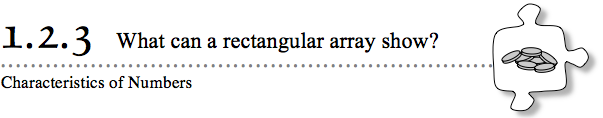 1.2.3 What can a rectangular array show?
Characteristics of Numbers